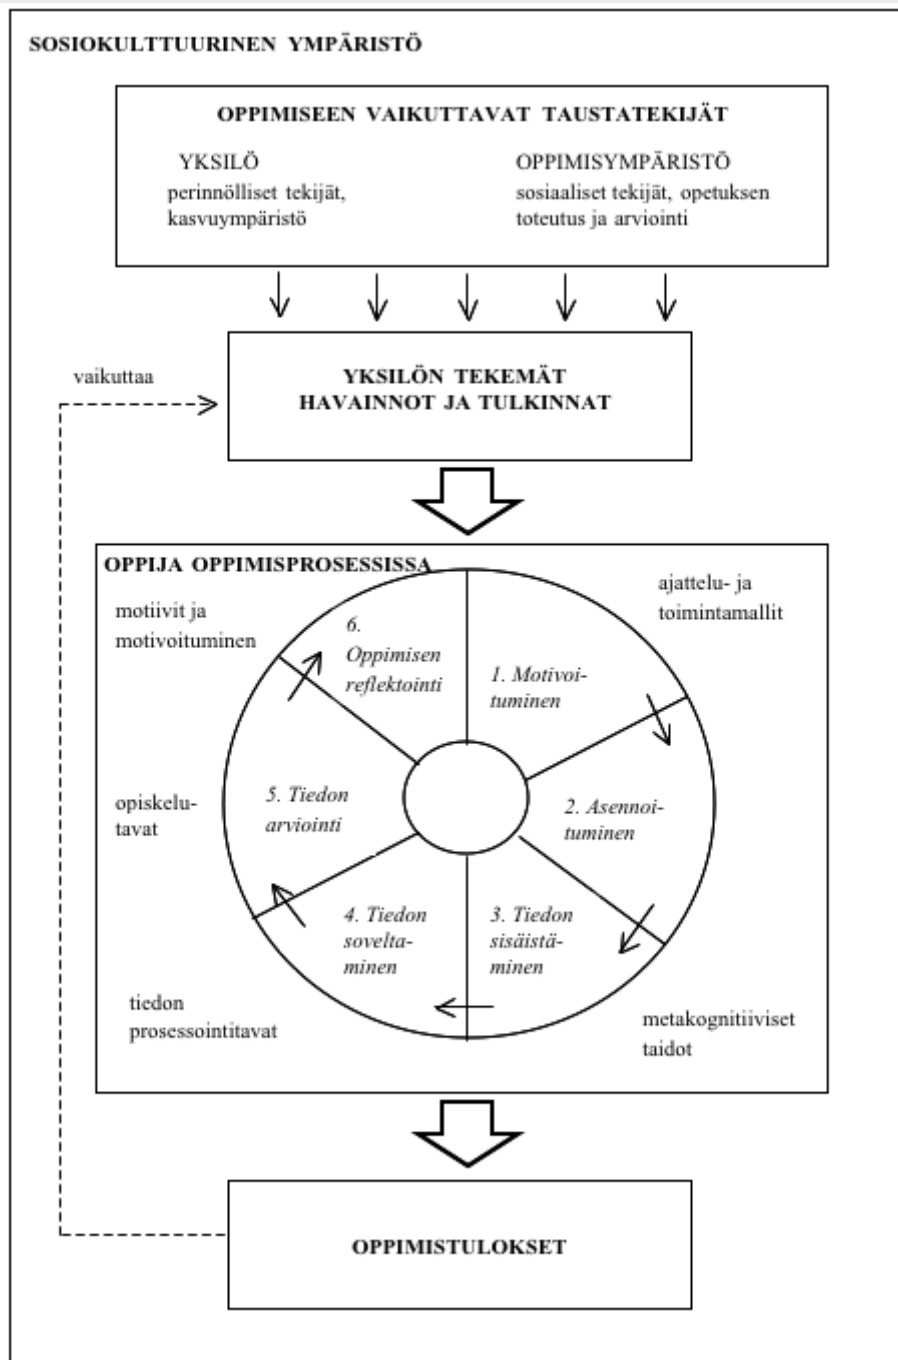 SOSIOKULTTUURINEN YMPÄRISTÖ
OPPIMISEEN VAIKUTTAVAT TAUSTATEKIJÄT
YKSILÖ
perinnölliset tekijät,
kasvuympäristö
OPPIMISYMPÄRISTÖ
sosiaaliset tekijät, opetuksen
toteutus ja arviointi
vaikuttaa
YKSILÖN TEKEMÄT
HAVAINNOT JA TULKINNAT
OPPIJA OPPIMISPROSESSISSA
motiivit ja
motivoituminen
ajattelu- ja
toimintamallit
6.
Oppimisen
reflektointi
1. Motivoi-
tuminen
opiskelu-
tavat
5. Tiedon
arviointi
2. Asennoi-
tuminen
4. Tiedon
sovelta-
minen
3. Tiedon
sisäistä-
minen
tiedon
prosessointitavat
metakognitiiviset
taidot
OPPIMISTULOKSET